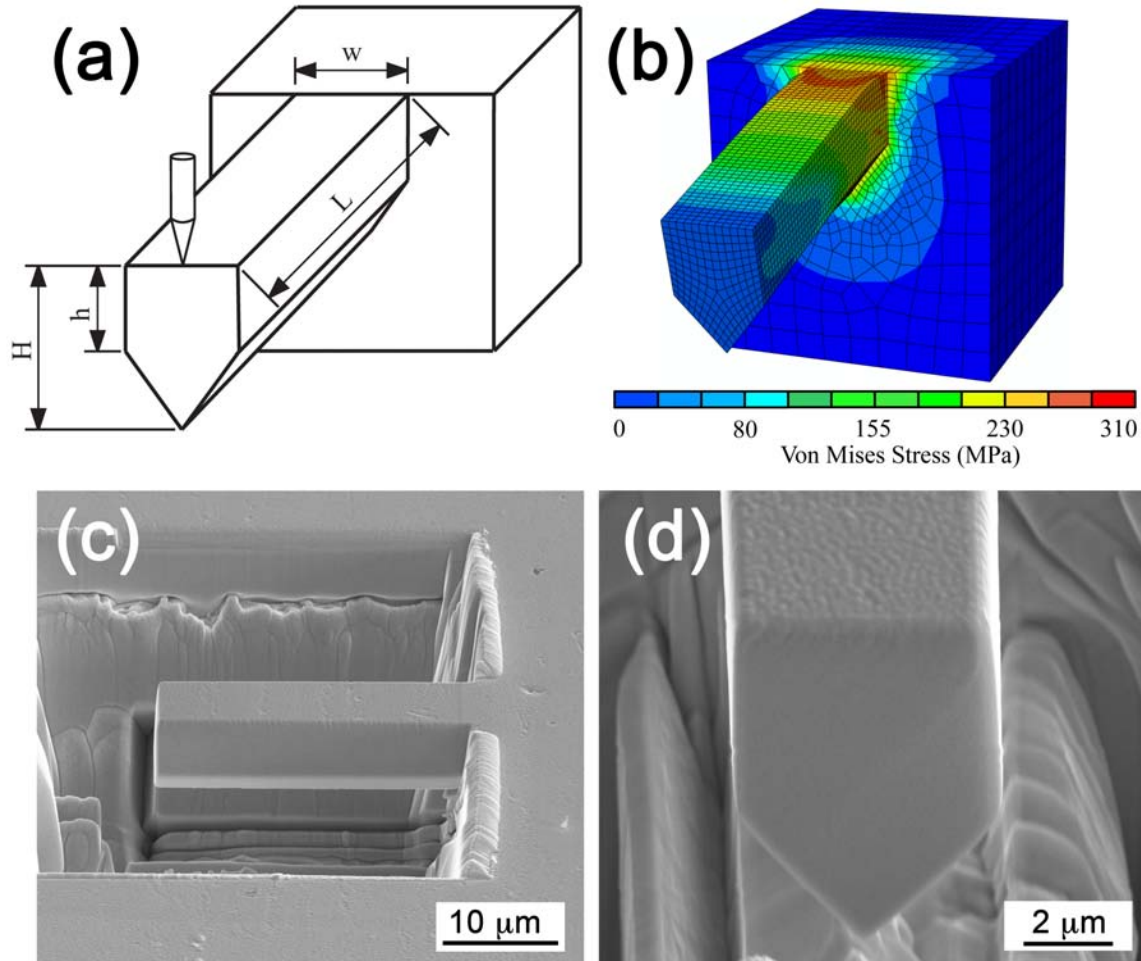 (a)
w
L
h
H
(b)
0 80 155 230 310
Von Mises Stress (MPa)
(c)
10 μm
(d)
2 μm